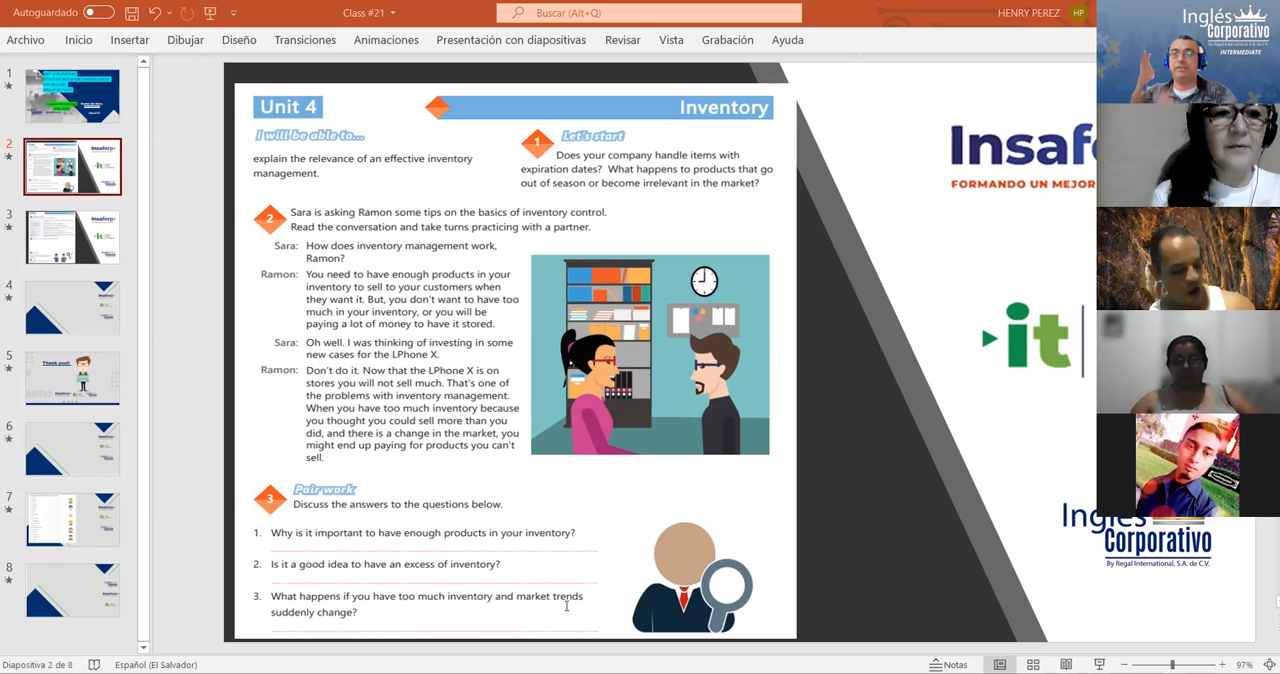 Autoguardado
Class #21
Buscar (Alt+Q)
HENRY PEREZ
HP
Archivo
Inicio
Insertar
Dibujar
Diseño
Transiciones
Animaciones
Presentación con diapositivas
Revisar
Vista
Grabación
Ayuda
Inglés
Corporativo
By Regal International, S.A. de C.V.
INTERMEDIATE
1
2
3
4
5
6
7
8
Thank you!!
Unit 4
Inventory
I will be able to...
explain the relevance of an effective inventory
management.
1
Let's start
Does your company handle items with
expiration dates? What happens to products that go
out of season or become irrelevant in the market?
2
Sara is asking Ramon some tips on the basics of inventory control.
Read the conversation and take turns practicing with a partner.
Sara: How does inventory management work,
Ramon?
Ramon: You need to have enough products in your
inventory to sell to your customers when
they want it. But, you don't want to have too
much in your inventory, or you will be
paying a lot of money to have it stored.
Sara: Oh well. I was thinking of investing in some
new cases for the LPhone X.
Ramon: Don't do it. Now that the LPhone X is on
stores you will not sell much. That's one of
the problems with inventory management.
When you have too much inventory because
you thought you could sell more than you
did, and there is a change in the market, you
might end up paying for products you can't
sell.
3
Pair work
Discuss the answers to the questions below.
1. Why is it important to have enough products in your inventory?
2. Is it a good idea to have an excess of inventory?
3. What happens if you have too much inventory and market trends
suddenly change?
Insafo
FORMANDO UN MEJOR
it
Inglés
Corporativo
By Regal International, S.A. de C.V.
Diapositiva 2 de 8
Español (El Salvador)
Notas
97%